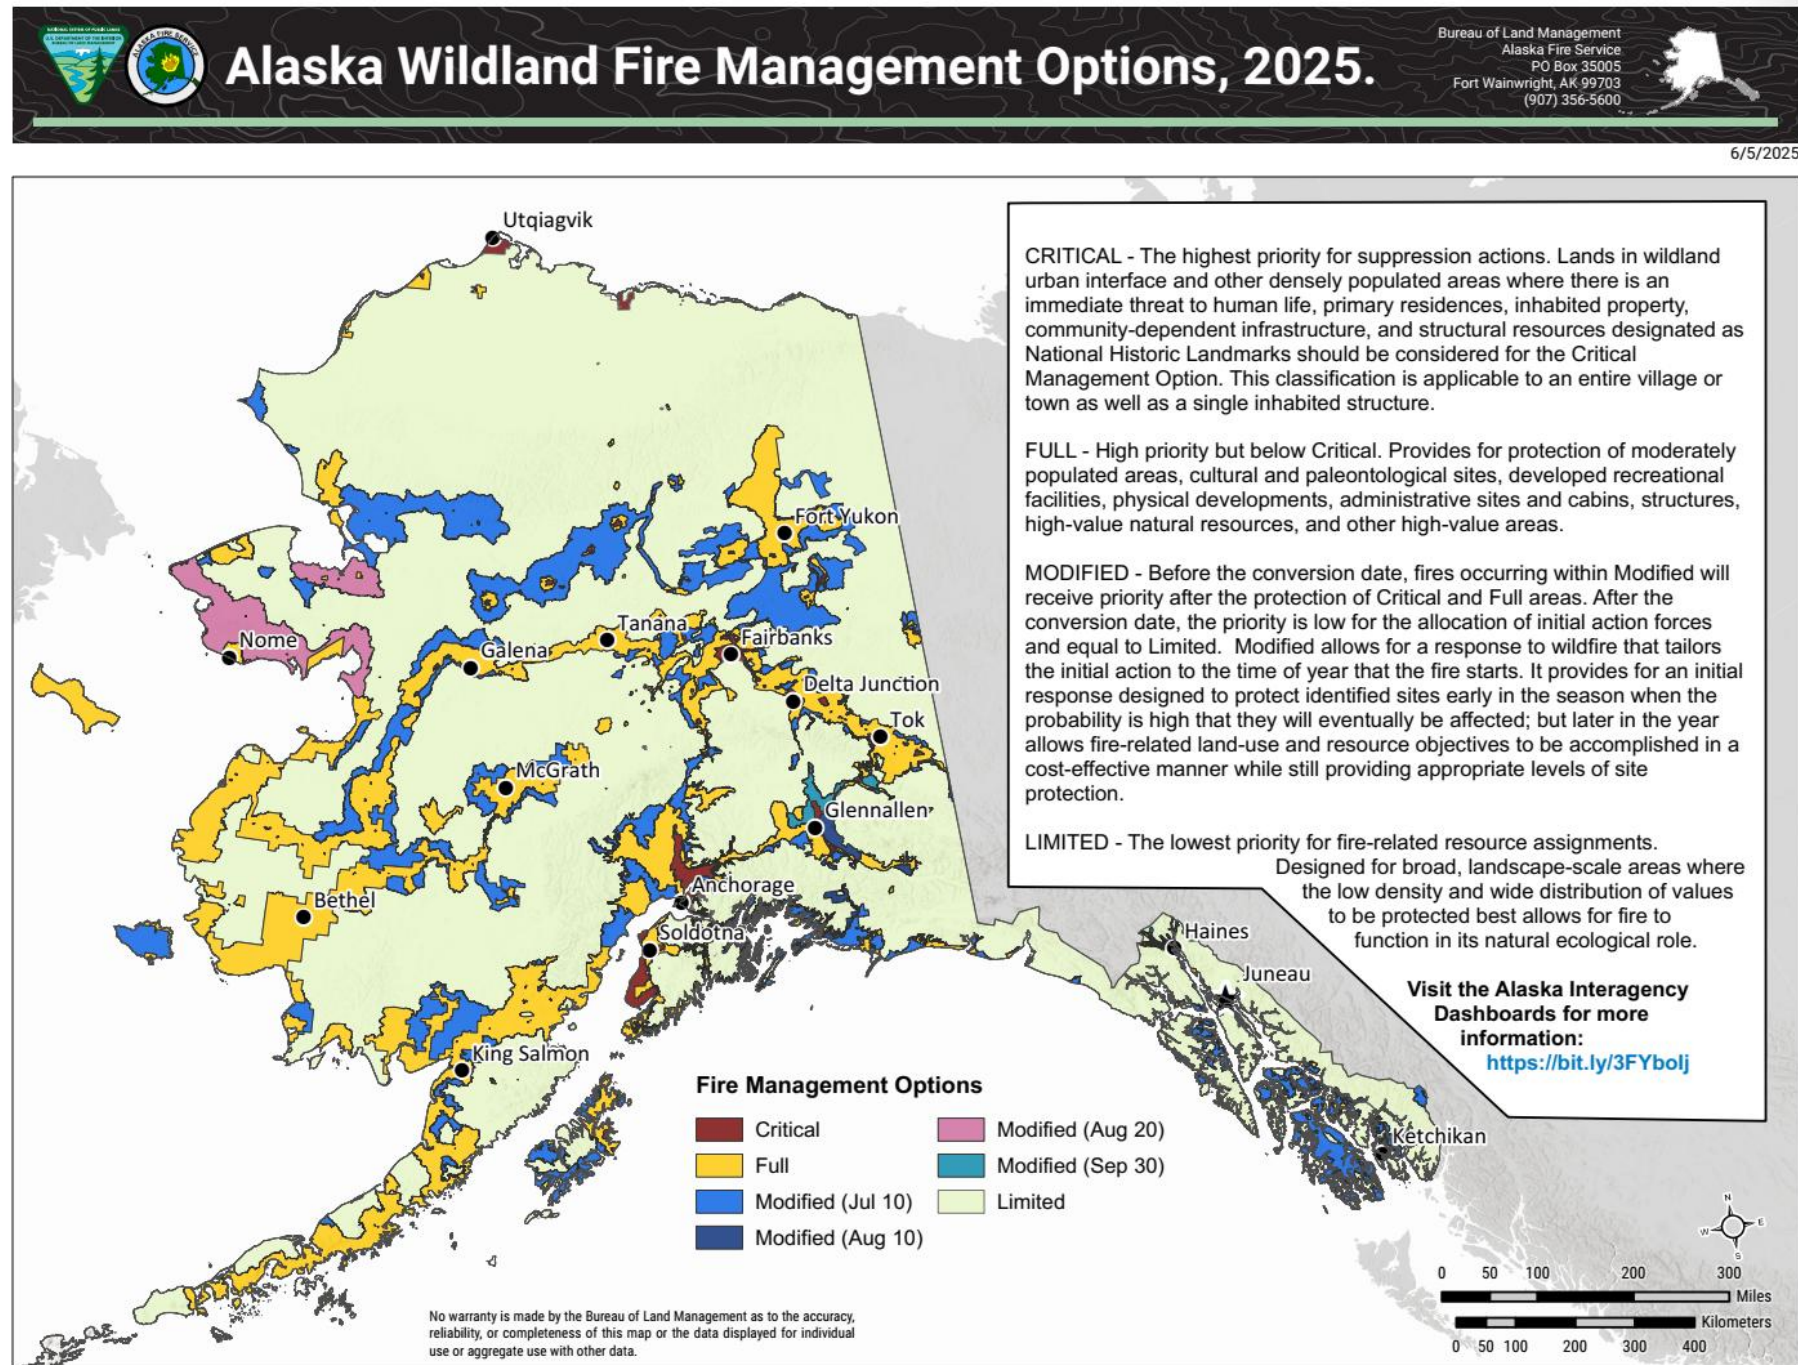 NATIONAL SYSTEM OF PUBLIC LANDS
U.S. DEPARTMENT OF THE INTERIOR
BUREAU OF LAND MANAGEMENT
ALASKA FIRE SERVICE
Alaska Wildland Fire Management Options, 2025.
Bureau of Land Management
Alaska Fire Service
PO Box 35005
Fort Wainwright, AK 99703
(907) 356-5600
6/5/2025
Utqiagvik
Fort Yukon
Nome
Tanana
Galena
Fairbanks
Delta Junction
Tok
McGrath
Glennallen
Bethel
Anchorage
Soldotna
King Salmon
Haines
Juneau
Ketchikan
CRITICAL - The highest priority for suppression actions. Lands in wildland
urban interface and other densely populated areas where there is an
immediate threat to human life, primary residences, inhabited property,
community-dependent infrastructure, and structural resources designated as
National Historic Landmarks should be considered for the Critical
Management Option. This classification is applicable to an entire village or
town as well as a single inhabited structure.
FULL - High priority but below Critical. Provides for protection of moderately
populated areas, cultural and paleontological sites, developed recreational
facilities, physical developments, administrative sites and cabins, structures,
high-value natural resources, and other high-value areas.
MODIFIED - Before the conversion date, fires occurring within Modified will
receive priority after the protection of Critical and Full areas. After the
conversion date, the priority is low for the allocation of initial action forces
and equal to Limited. Modified allows for a response to wildfire that tailors
the initial action to the time of year that the fire starts. It provides for an initial
response designed to protect identified sites early in the season when the
probability is high that they will eventually be affected; but later in the year
allows fire-related land-use and resource objectives to be accomplished in a
cost-effective manner while still providing appropriate levels of site
protection.
LIMITED - The lowest priority for fire-related resource assignments.
Designed for broad, landscape-scale areas where
the low density and wide distribution of values
to be protected best allows for fire to
function in its natural ecological role.
Visit the Alaska Interagency
Dashboards for more
information:
https://bit.ly/3FYbolj
Fire Management Options
Critical
Full
Modified (Jul 10)
Modified (Aug 10)
Modified (Aug 20)
Modified (Sep 30)
Limited
No warranty is made by the Bureau of Land Management as to the accuracy,
reliability, or completeness of this map or the data displayed for individual
use or aggregate use with other data.
N
W E
S
0 50 100 200 300
Miles
Kilometers
0 50 100 200 300 400